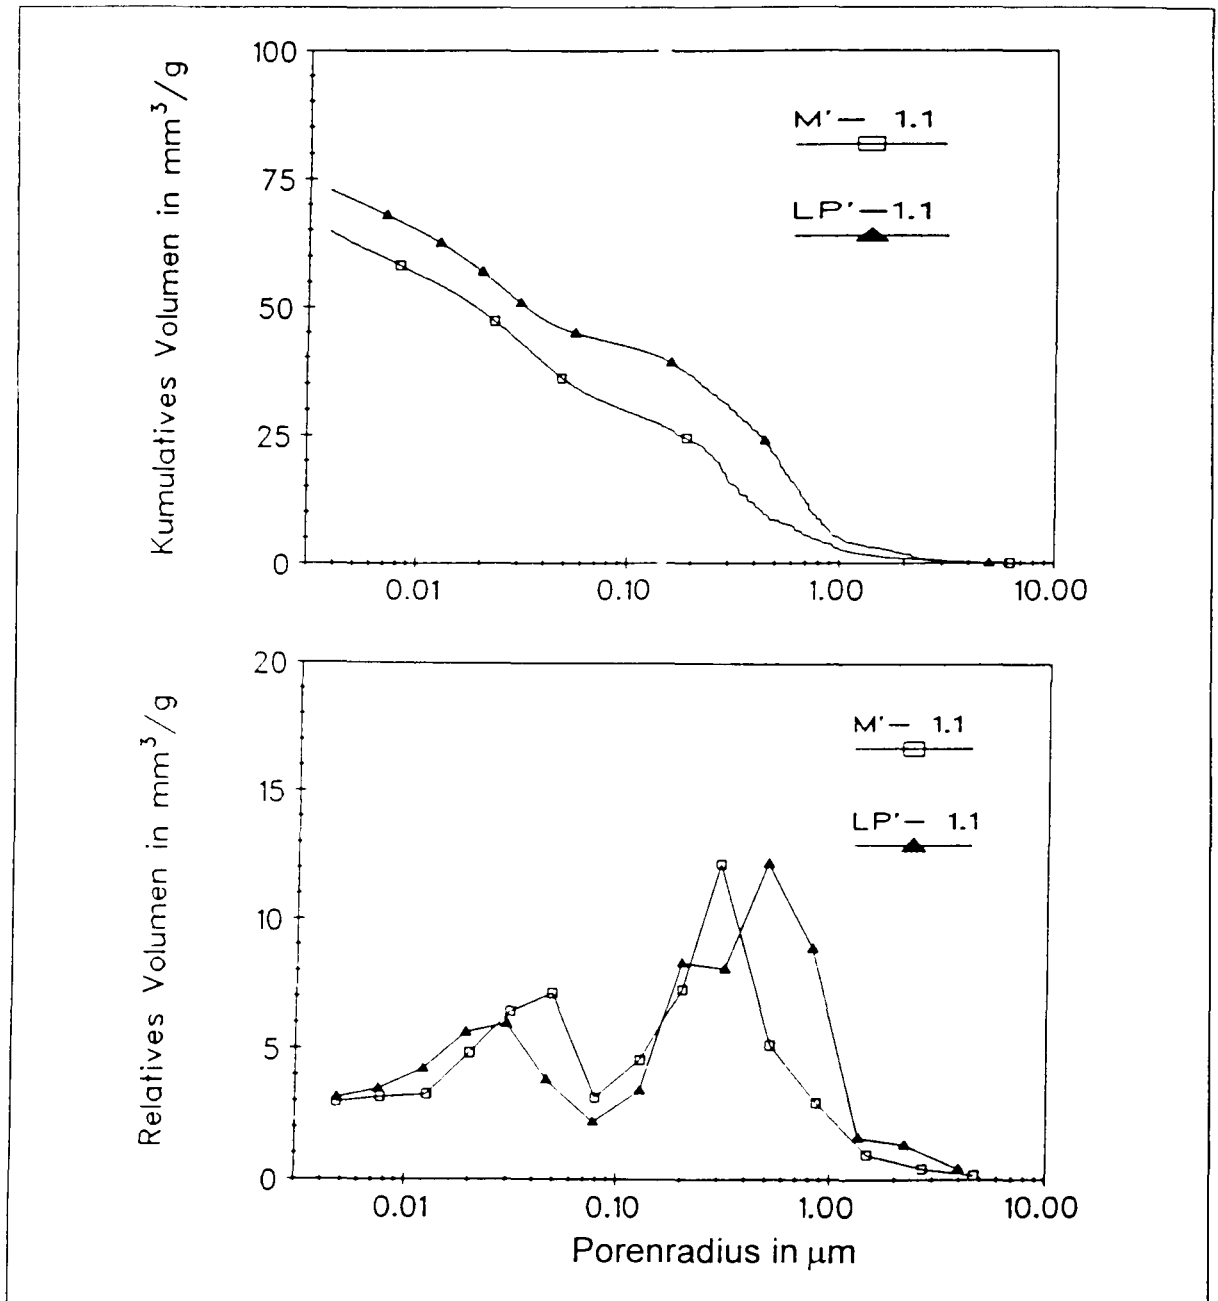 Kumulatives Volumen in mm³/g
100
75
50
25
0
M'— 1.1
LP'—1.1
0.01 0.10 1.00 10.00
Relatives Volumen in mm³/g
20
15
10
5
0
M'— 1.1
LP'— 1.1
0.01 0.10 1.00 10.00
Porenradius in µm